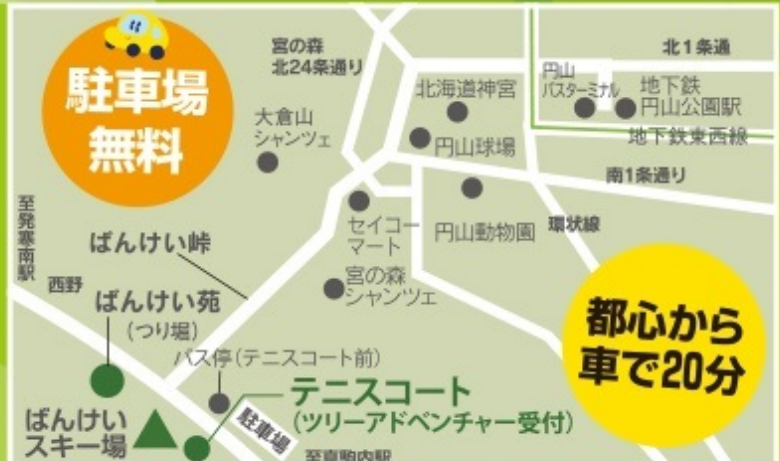 駐車場
無料
宮の森
北24条通り
北1条通
円山
バスターミナル
地下鉄
円山公園駅
北海道神宮
大倉山
シャンツェ
円山球場
地下鉄東西線
南1条通り
至発寒南駅
セイコー
マート
円山動物園
環状線
ばんけい峠
西野
宮の森
シャンツェ
ばんけい苑
(つり堀)
都心から
車で20分
バス停(テニスコート前)
テニスコート
(ツリーアドベンチャー受付)
ばんけい
スキー場
駐車場
至真駒内駅